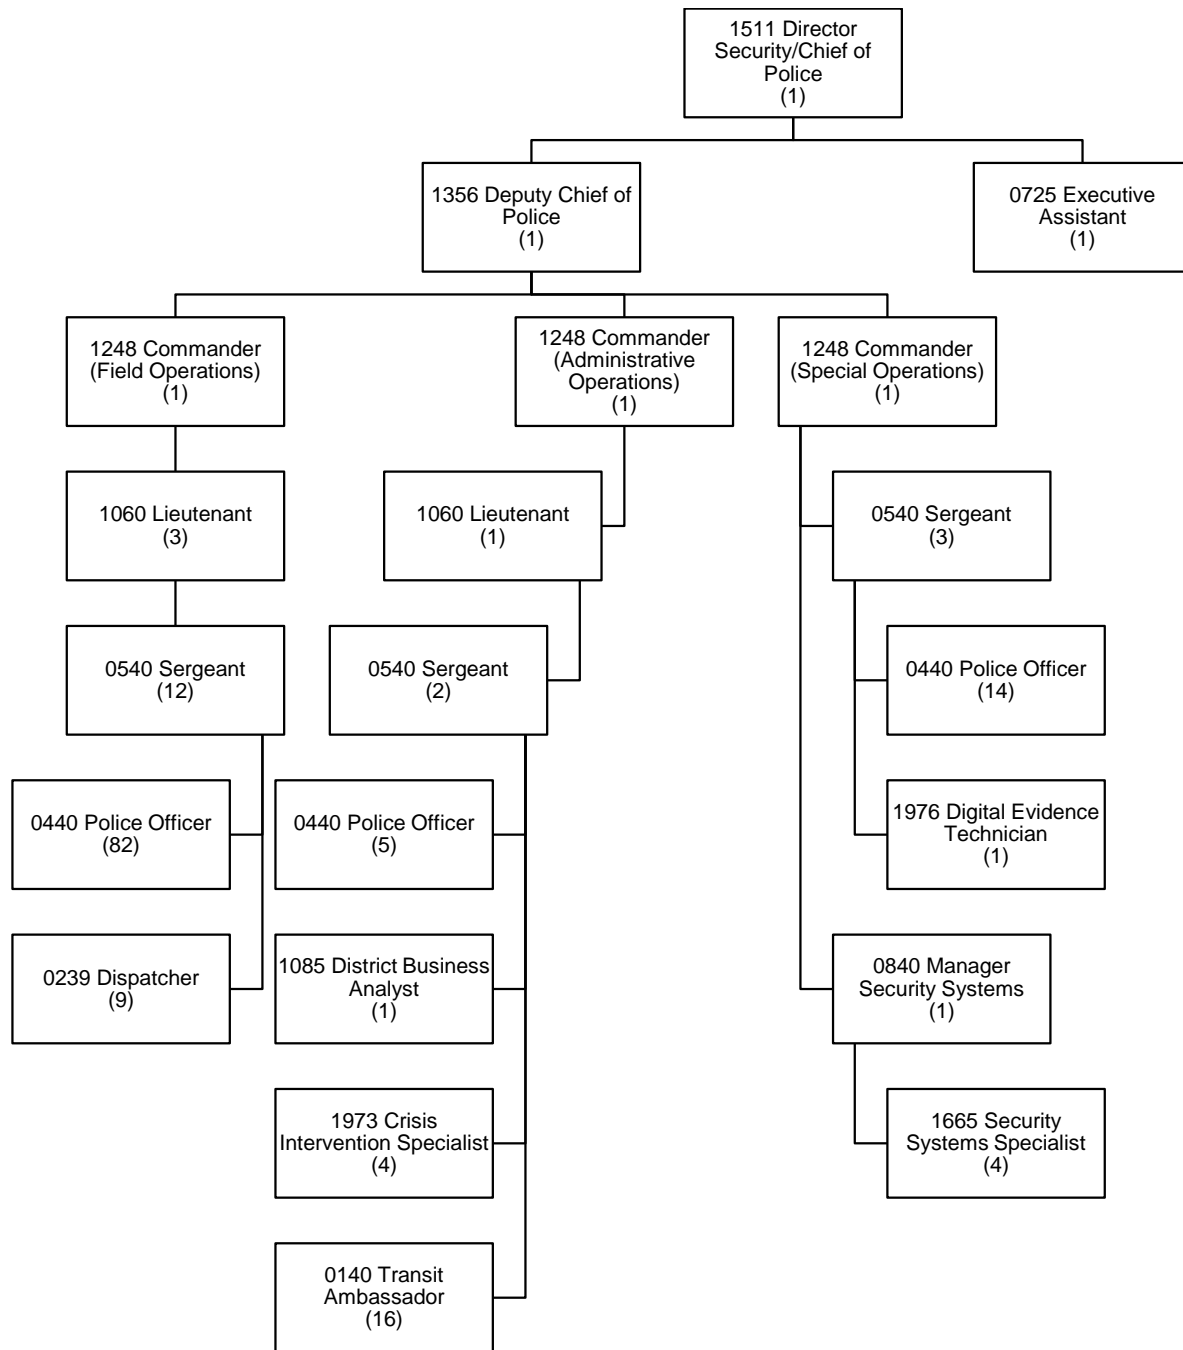 1511 Director
Security/Chief of
Police
(1)
1356 Deputy Chief of
Police
(1)
0725 Executive
Assistant
(1)
1248 Commander
(Field Operations)
(1)
1248 Commander
(Administrative
Operations)
(1)
1248 Commander
(Special Operations)
(1)
1060 Lieutenant
(3)
1060 Lieutenant
(1)
0540 Sergeant
(3)
0540 Sergeant
(12)
0540 Sergeant
(2)
0440 Police Officer
(14)
0440 Police Officer
(82)
0440 Police Officer
(5)
1976 Digital Evidence
Technician
(1)
0239 Dispatcher
(9)
1085 District Business
Analyst
(1)
0840 Manager
Security Systems
(1)
1973 Crisis
Intervention Specialist
(4)
1665 Security
Systems Specialist
(4)
0140 Transit
Ambassador
(16)